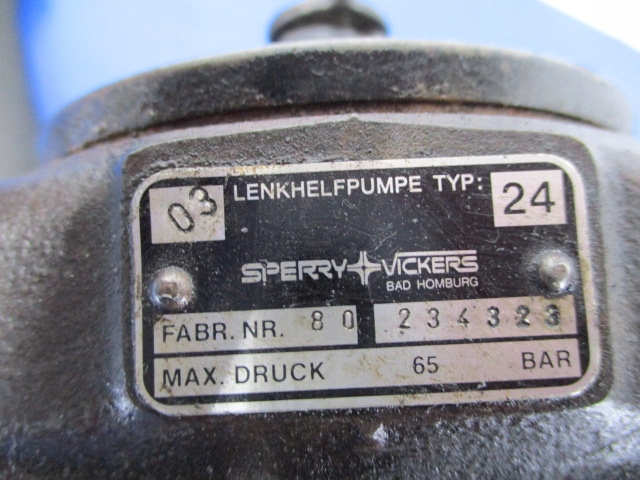 03 LENKHELFPUMPE TYP: 24
SPERRY VICKERS
BAD HOMBURG
FABR. NR. 80 234323
MAX. DRUCK 65 BAR